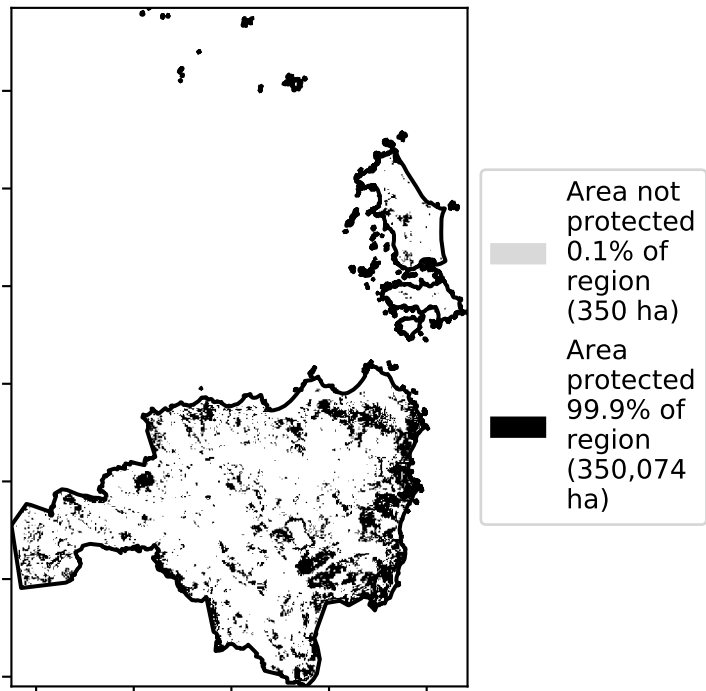 Area not
protected
0.1% of
region
(350 ha)
Area
protected
99.9% of
region
(350,074
ha)